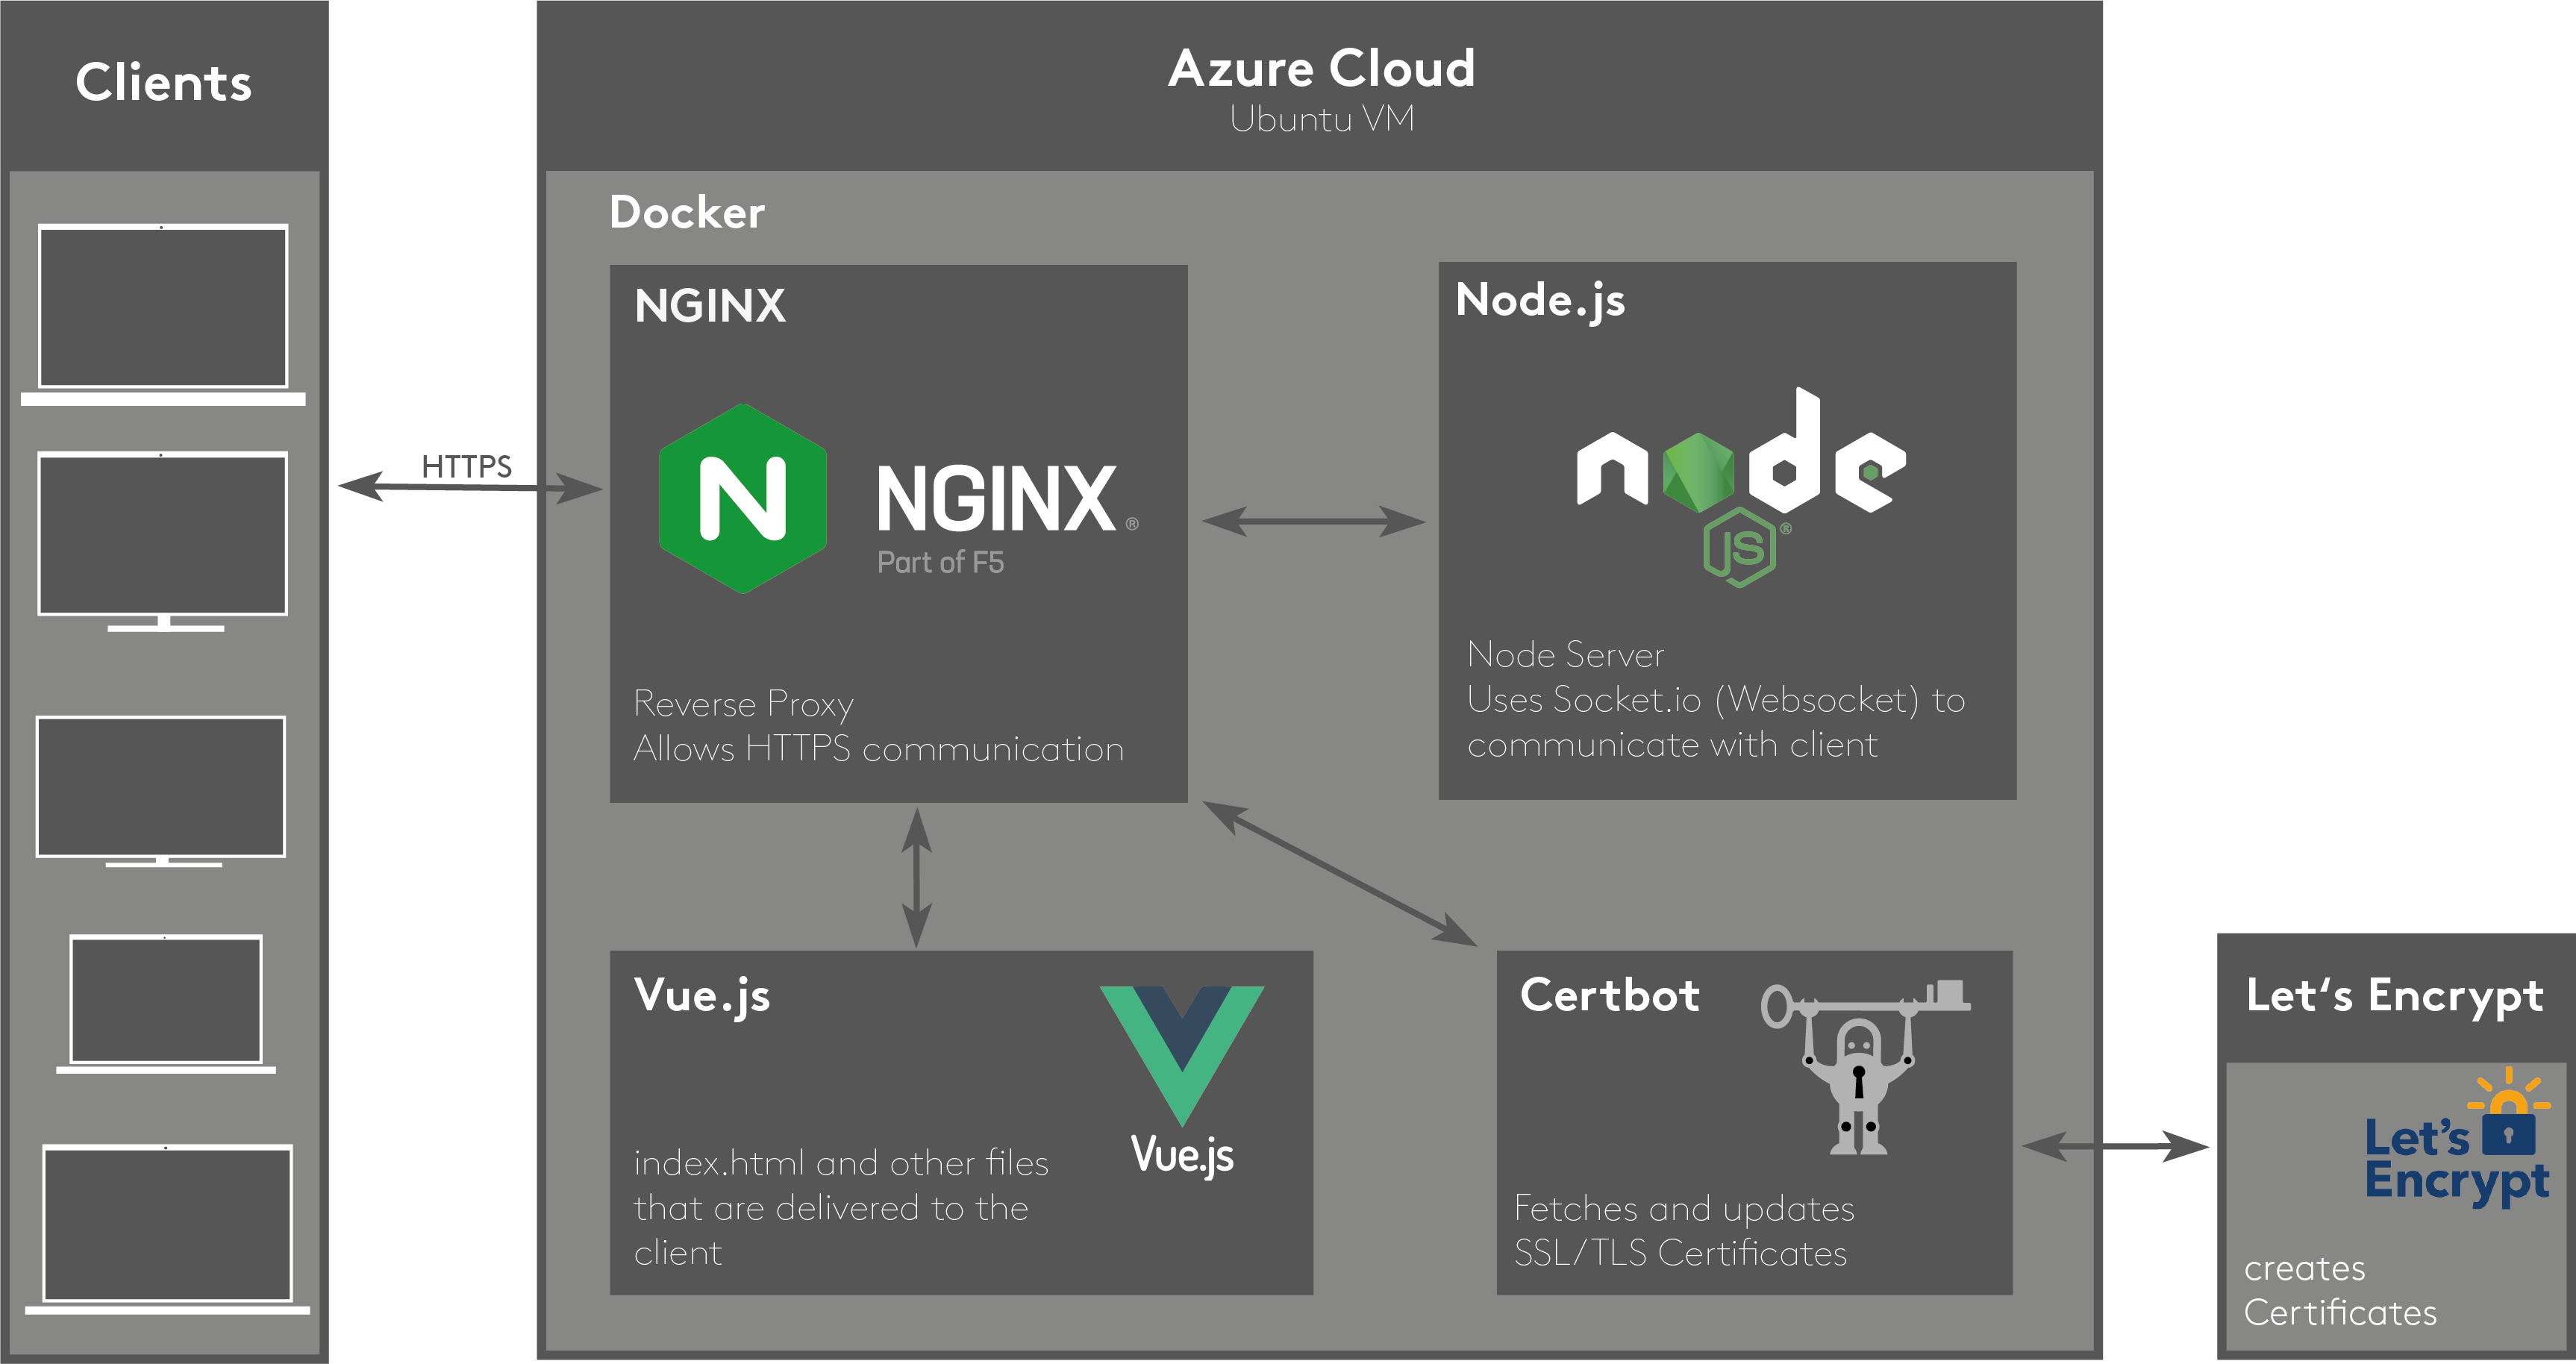 Clients
HTTPS
Azure Cloud
Ubuntu VM
Docker
NGINX
N
NGINX ®
Part of F5
Reverse Proxy
Allows HTTPS communication
Node.js
node
JS ®
Node Server
Uses Socket.io (Websocket) to
communicate with client
Vue.js
Vue.js
index.html and other files
that are delivered to the
client
Certbot
Fetches and updates
SSL/TLS Certificates
Let‘s Encrypt
Let's
Encrypt
creates
Certificates